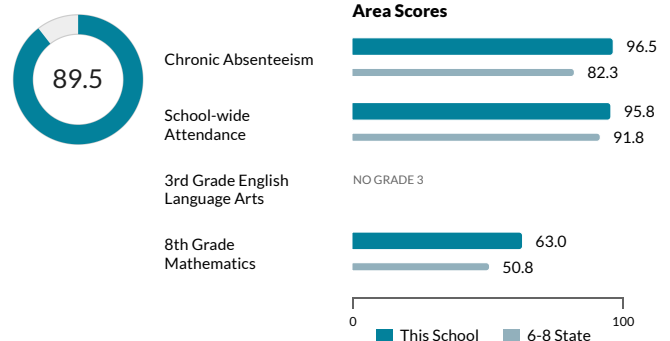 Area Scores
89.5
Chronic Absenteeism
96.5
82.3
School-wide
Attendance
95.8
91.8
3rd Grade English
Language Arts
NO GRADE 3
8th Grade
Mathematics
63.0
50.8
0
100
This School
6-8 State